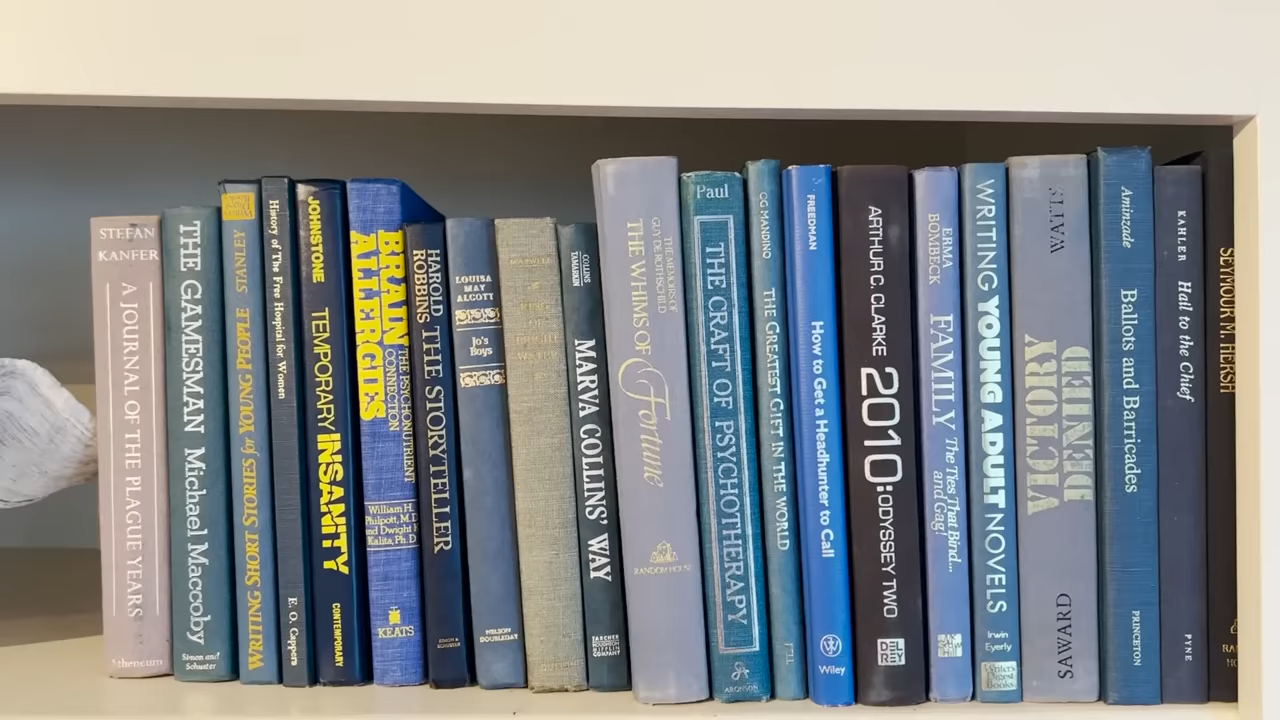 STEFAN
KANFER
A JOURNAL OF THE PLAGUE YEARS
Atheneum
THE GAMESMAN Michael Maccoby
Simon and
Schuster
STANLEY
WRITING SHORT STORIES for YOUNG PEOPLE
History of The Free Hospital for Women
E. O. Coppers
JOHNSTONE
TEMPORARY INSANITY
CONTEMPORARY
BRAIN
ALLERGIES
THE PSYCHONUTRIENT
CONNECTION
William H.
Philpott, M.D.
and Dwight K.
Kalita, Ph.D.
KEATS
HAROLD
ROBBINS
THE STORYTELLER
SIMON &
SCHUSTER
LOUISA
MAY
ALCOTT
Jo's
Boys
NELSON
DOUBLEDAY
MAXWELL
COLLINS
TAMARKIN
MARVA COLLINS' WAY
TARCHER
HOUGHTON
MIFFLIN
COMPANY
THE MEMOIRS OF
GUY DE ROTHSCHILD
THE WHIMS OF Fortune
RANDOM HOUSE
Paul
THE CRAFT OF PSYCHOTHERAPY
ARONSON
OG MANDINO
THE GREATEST GIFT IN THE WORLD
FELL
FREEDMAN
How to Get a Headhunter to Call
Wiley
ARTHUR C. CLARKE
2010: ODYSSEY TWO
DEL
REY
ERMA
BOMBECK
FAMILY
The Ties That Bind...
and Gag!
WRITING YOUNG ADULT NOVELS
Irwin
Eyerly
Writer's
Digest
Books
WATTS
VICTORY
DENIED
SAWARD
Aminzade
Ballots and Barricades
PRINCETON
KAHLER
Hail to the Chief
PYNE
SEYMOUR M. HERSH